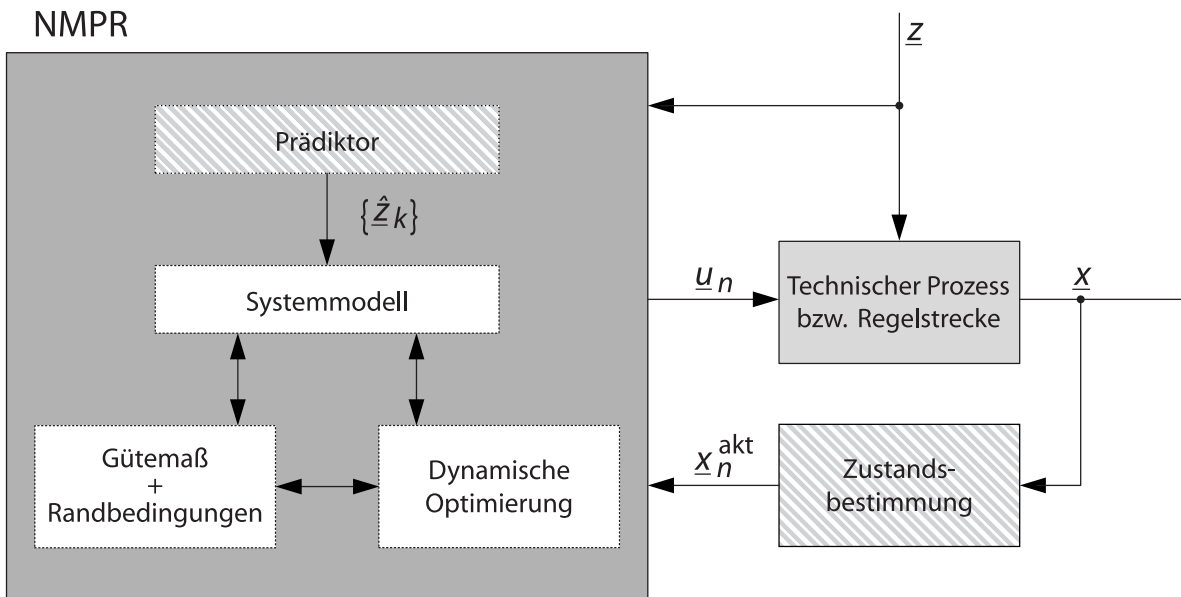 NMPR
z
Prädiktor
{ẑ k}
Systemmodell
u n
Technischer Prozess
bzw. Regelstrecke
x
Gütemaß
+
Randbedingungen
Dynamische
Optimierung
x n akt
Zustands-
bestimmung